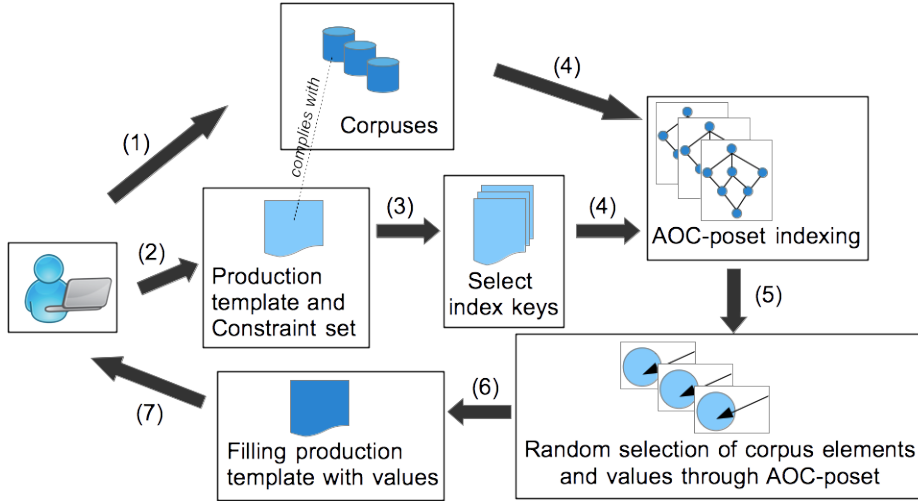 (1)
complies with
Corpuses
(4)
(2)
Production
template and
Constraint set
(3)
Select
index keys
(4)
AOC-poset indexing
(5)
Random selection of corpus elements
and values through AOC-poset
(6)
Filling production
template with values
(7)